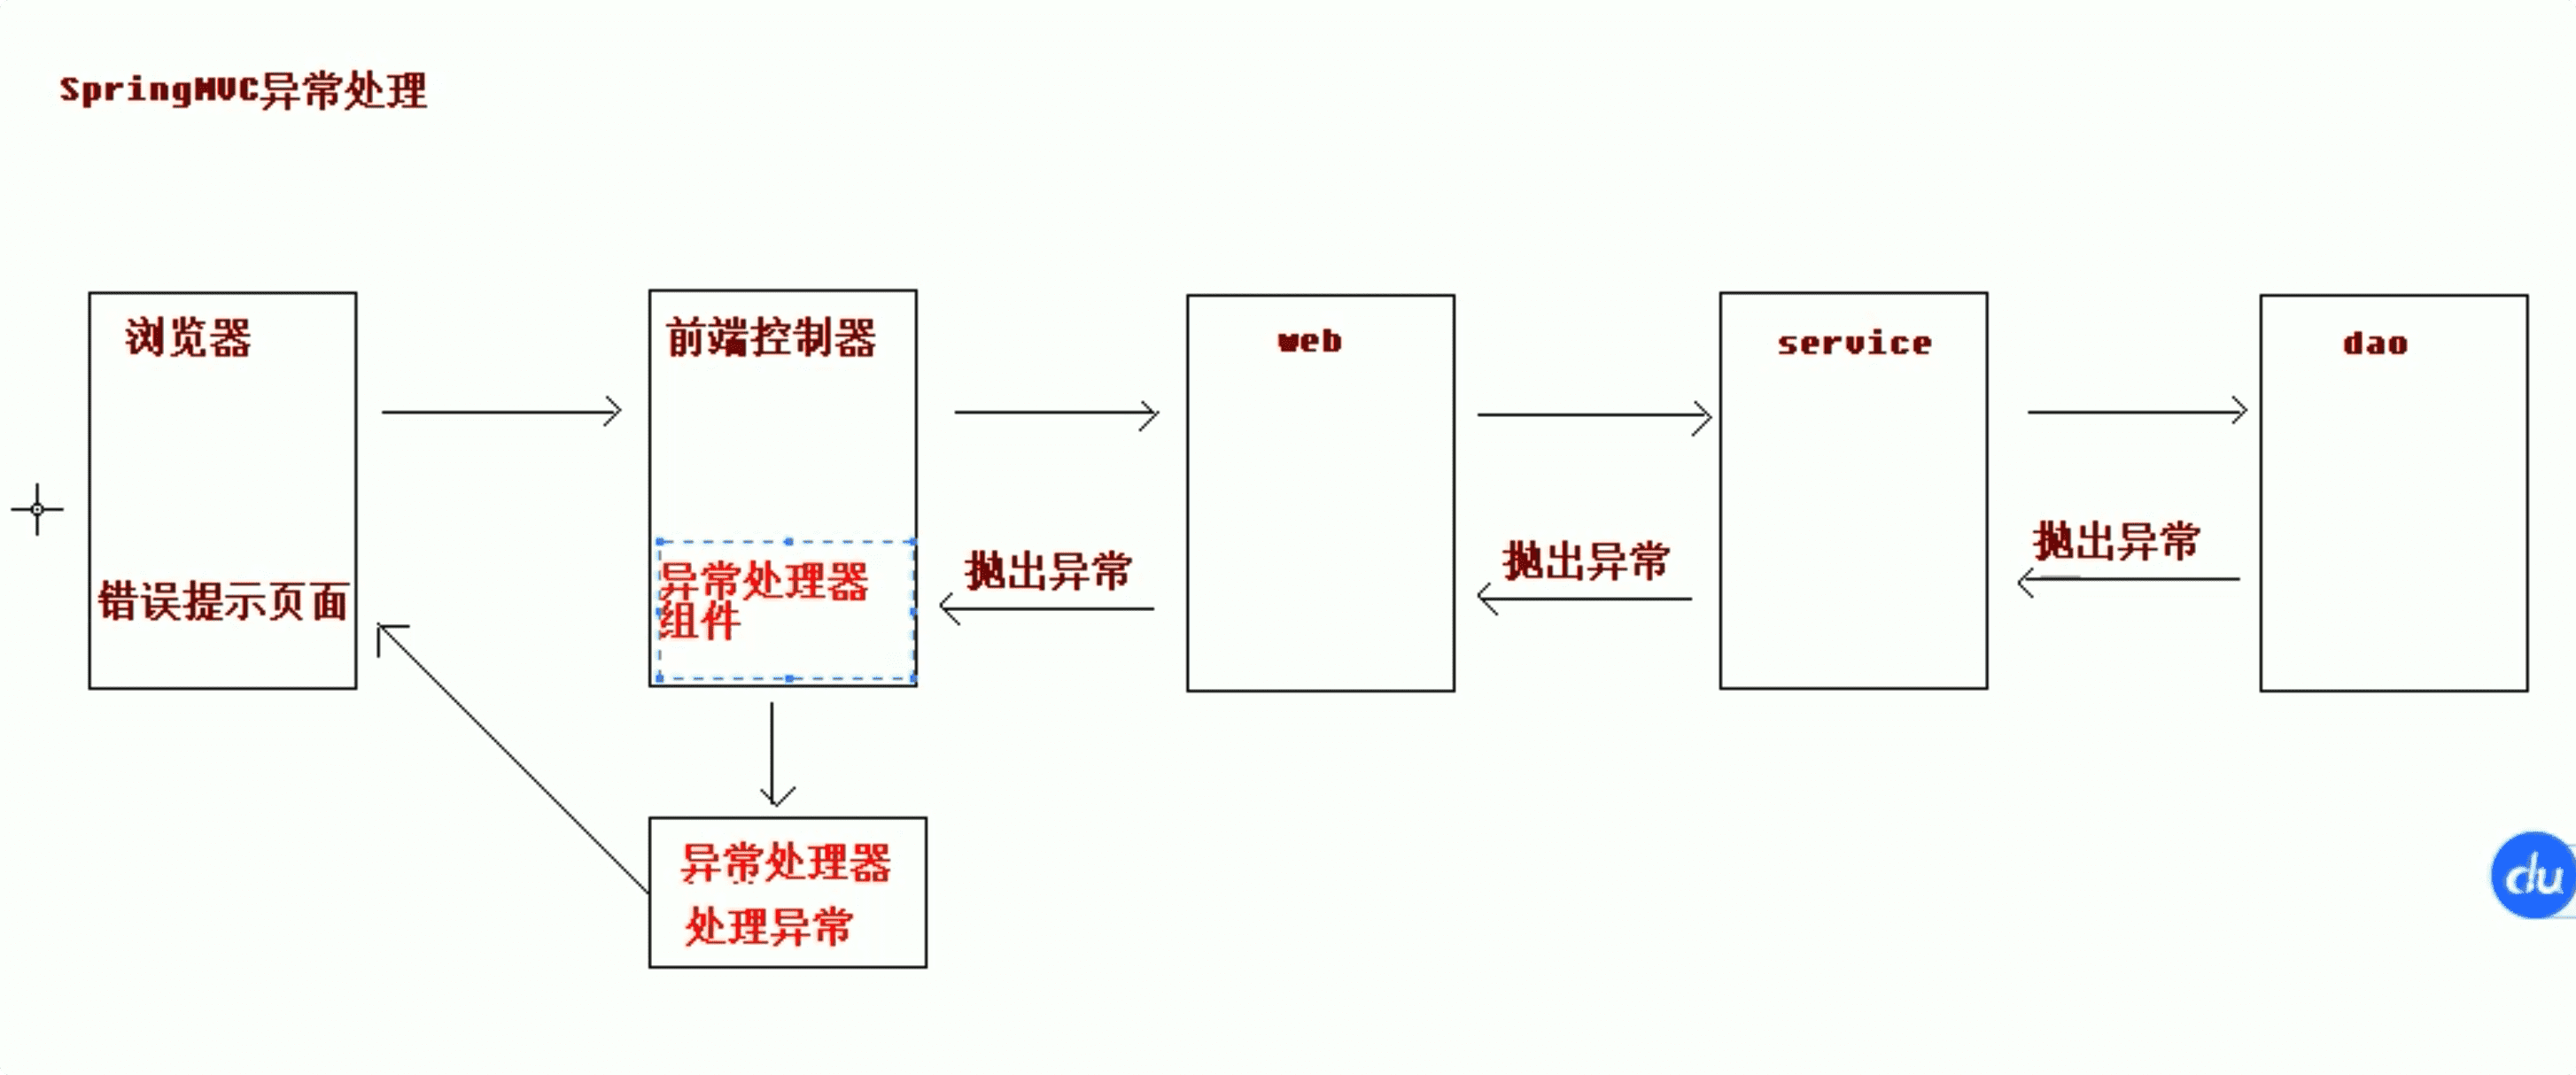 SpringMVC异常处理
浏览器
前端控制器
web
service
dao
抛出异常
抛出异常
抛出异常
异常处理器
组件
错误提示页面
异常处理器
处理异常
du